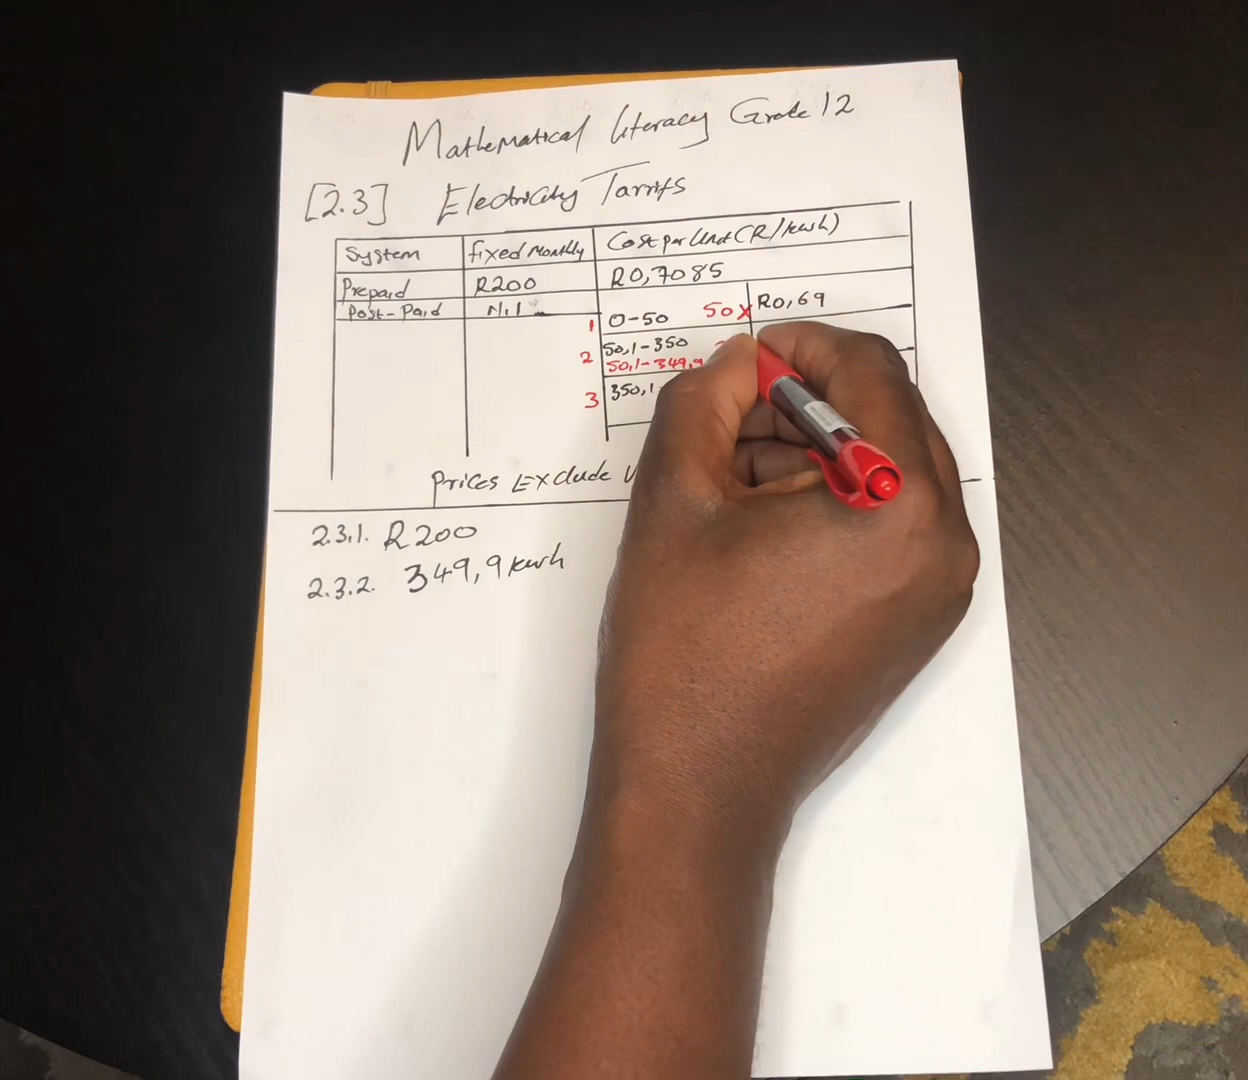 Mathematical literacy Grade 12
[2.3] Electricity Tarrifs
System Fixed Monthly Cost per Unit (R/kwh)
Prepaid R200 R0,7085
Post-Paid Nil
1 0-50 50x R0,69
2 50,1-350
50,1-349,9
3 350,1
Prices Exclude
2.3.1. R200
2.3.2. 349,9 kwh